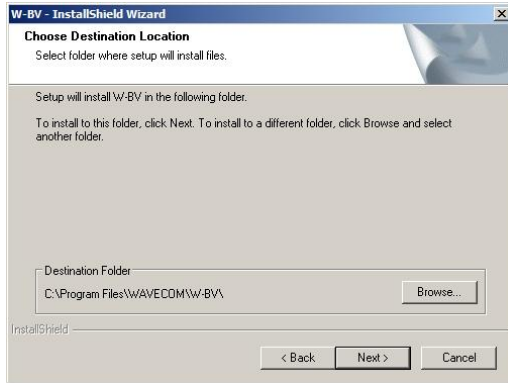 W-BV - InstallShield Wizard
Choose Destination Location
Select folder where setup will install files.
Setup will install W-BV in the following folder.
To install to this folder, click Next. To install to a different folder, click Browse and select
another folder.
Destination Folder
C:\Program Files\WAVECOM\W-BV\
Browse...
InstallShield
< Back
Next >
Cancel